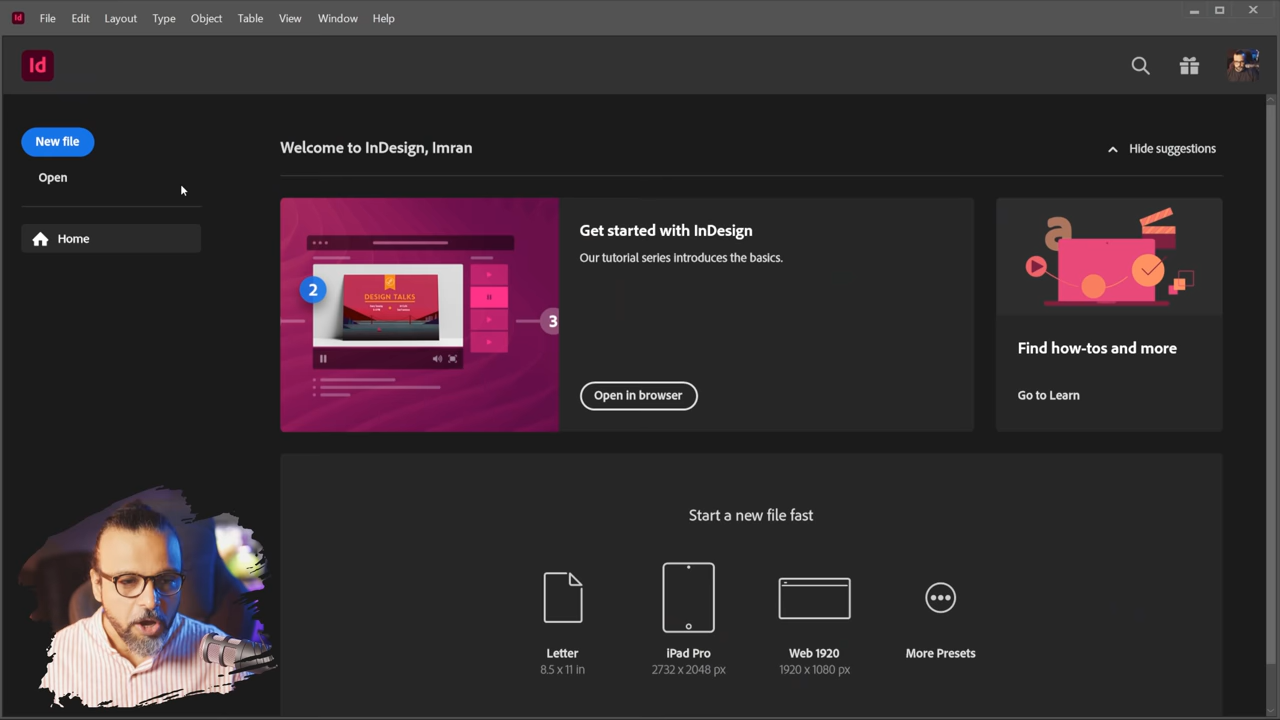 Id File Edit Layout Type Object Table View Window Help
Id
New file
Open
Home
Welcome to InDesign, Imran
Hide suggestions
2
DESIGN TALKS
3
Get started with InDesign
Our tutorial series introduces the basics.
Open in browser
a
Find how-tos and more
Go to Learn
Start a new file fast
Letter
8.5 x 11 in
iPad Pro
2732 x 2048 px
Web 1920
1920 x 1080 px
More Presets